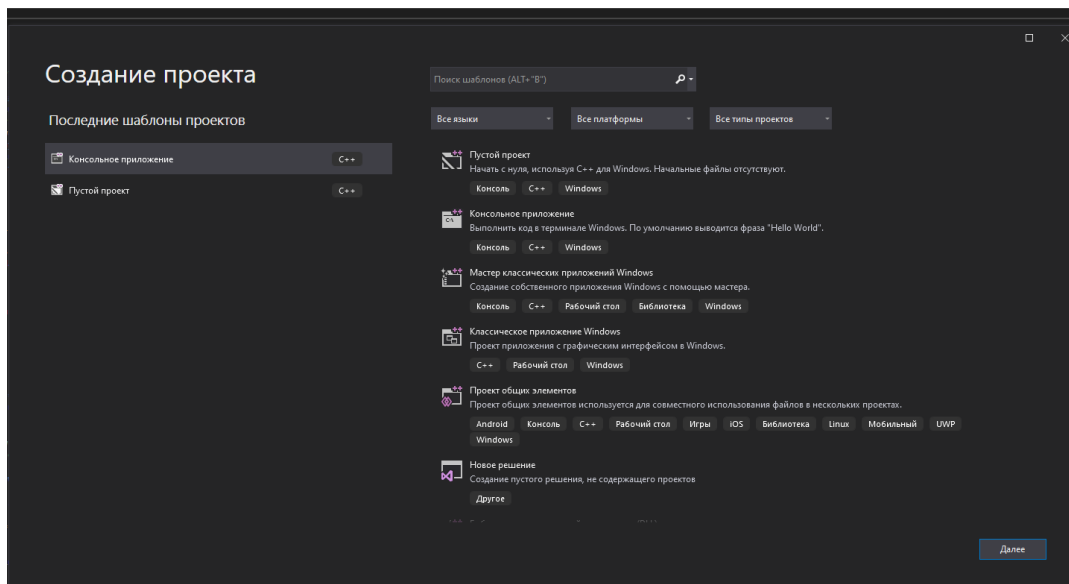 Создание проекта
Последние шаблоны проектов
Консольное приложение C++
Пустой проект C++
Поиск шаблонов (ALT+"В")
Все языки Все платформы Все типы проектов
Пустой проект
Начать с нуля, используя C++ для Windows. Начальные файлы отсутствуют.
Консоль C++ Windows
Консольное приложение
Выполнить код в терминале Windows. По умолчанию выводится фраза "Hello World".
Консоль C++ Windows
Мастер классических приложений Windows
Создание собственного приложения Windows с помощью мастера.
Консоль C++ Рабочий стол Библиотека Windows
Классическое приложение Windows
Проект приложения с графическим интерфейсом в Windows.
C++ Рабочий стол Windows
Проект общих элементов
Проект общих элементов используется для совместного использования файлов в нескольких проектах.
Android Консоль C++ Рабочий стол Игры iOS Библиотека Linux Мобильный UWP
Windows
Новое решение
Создание пустого решения, не содержащего проектов
Другое
Далее